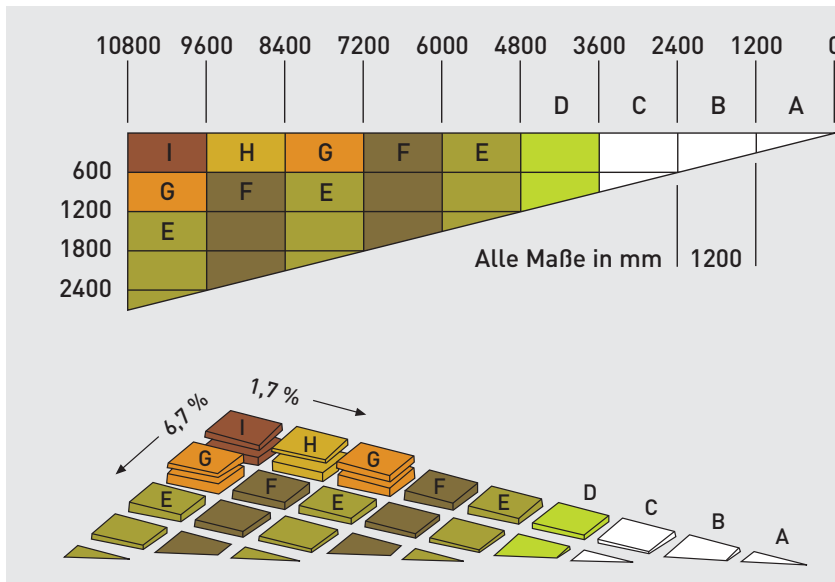 10800 9600 8400 7200 6000 4800 3600 2400 1200 0
D C B A
I H G F E
600
G F E
1200
E
1800
Alle Maße in mm 1200
2400
1,7 %
6,7 %
I
H
G G
F F
E E E
D
C
B
A